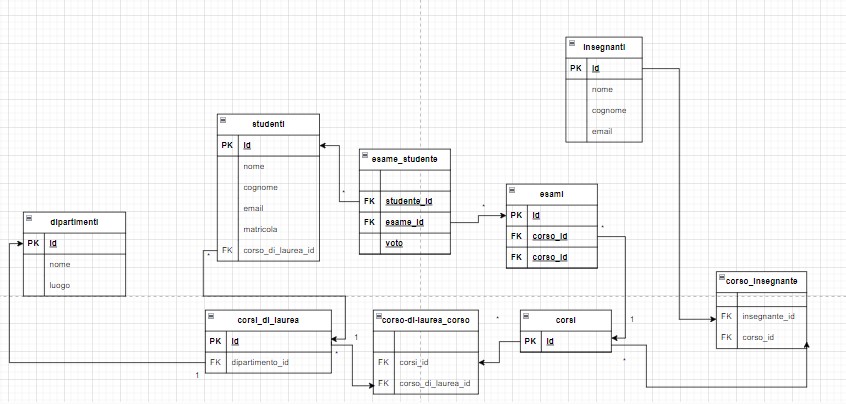 insegnanti
PK id
nome
cognome
email
studenti
PK id
nome
cognome
email
matricola
FK corso_di_laurea_id
*
esame_studente
FK studente_id
FK esame_id
voto
*
*
esami
PK id
FK corso_id
FK corso_id
*
dipartimenti
PK id
nome
luogo
corso_insegnante
FK insegnante_id
FK corso_id
corsi_di_laurea
PK id
FK dipartimento_id
1
*
1
corso-di-laurea_corso
FK corsi_id
FK corso_di_laurea_id
*
corsi
PK id
1
*